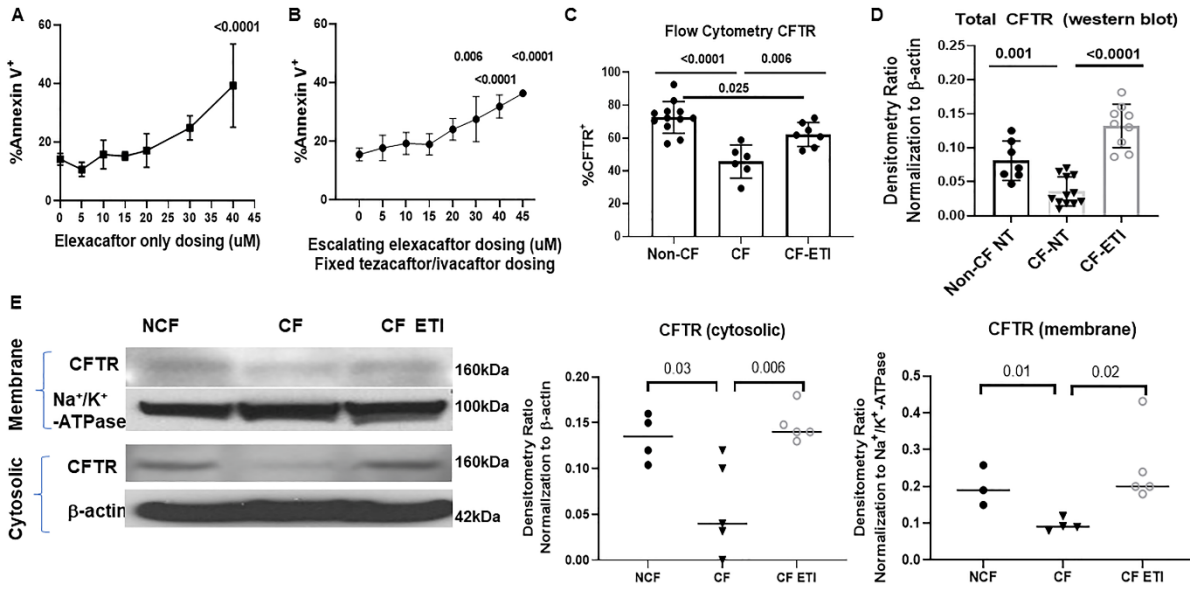 A
60
40
20
0
%Annexin V+
<0.0001
0 5 10 15 20 25 30 35 40 45
Elexacaftor only dosing (uM)
B
60
40
20
0
%Annexin V+
0.006
<0.0001
<0.0001
0 5 10 15 20 25 30 35 40 45
Escalating elexacaftor dosing (uM)
Fixed tezacaftor/ivacaftor dosing
C
Flow Cytometry CFTR
<0.0001 0.006
0.025
100
80
60
40
20
0
%CFTR+
Non-CF CF CF-ETI
D
Total CFTR (western blot)
0.001 <0.0001
0.25
0.20
0.15
0.10
0.05
0.00
Densitometry Ratio
Normalization to β-actin
Non-CF NT CF-NT CF-ETI
E
NCF CF CF ETI
Membrane
CFTR
160kDa
Na+/K+
-ATPase
100kDa
Cytosolic
CFTR
160kDa
β-actin
42kDa
CFTR (cytosolic)
0.03 0.006
0.20
0.15
0.10
0.05
0.00
Densitometry Ratio
Normalization to β-actin
NCF CF CF ETI
CFTR (membrane)
0.01 0.02
0.5
0.4
0.3
0.2
0.1
0.0
Densitometry Ratio
Normalization to Na+/K+-ATPase
NCF CF CF ETI